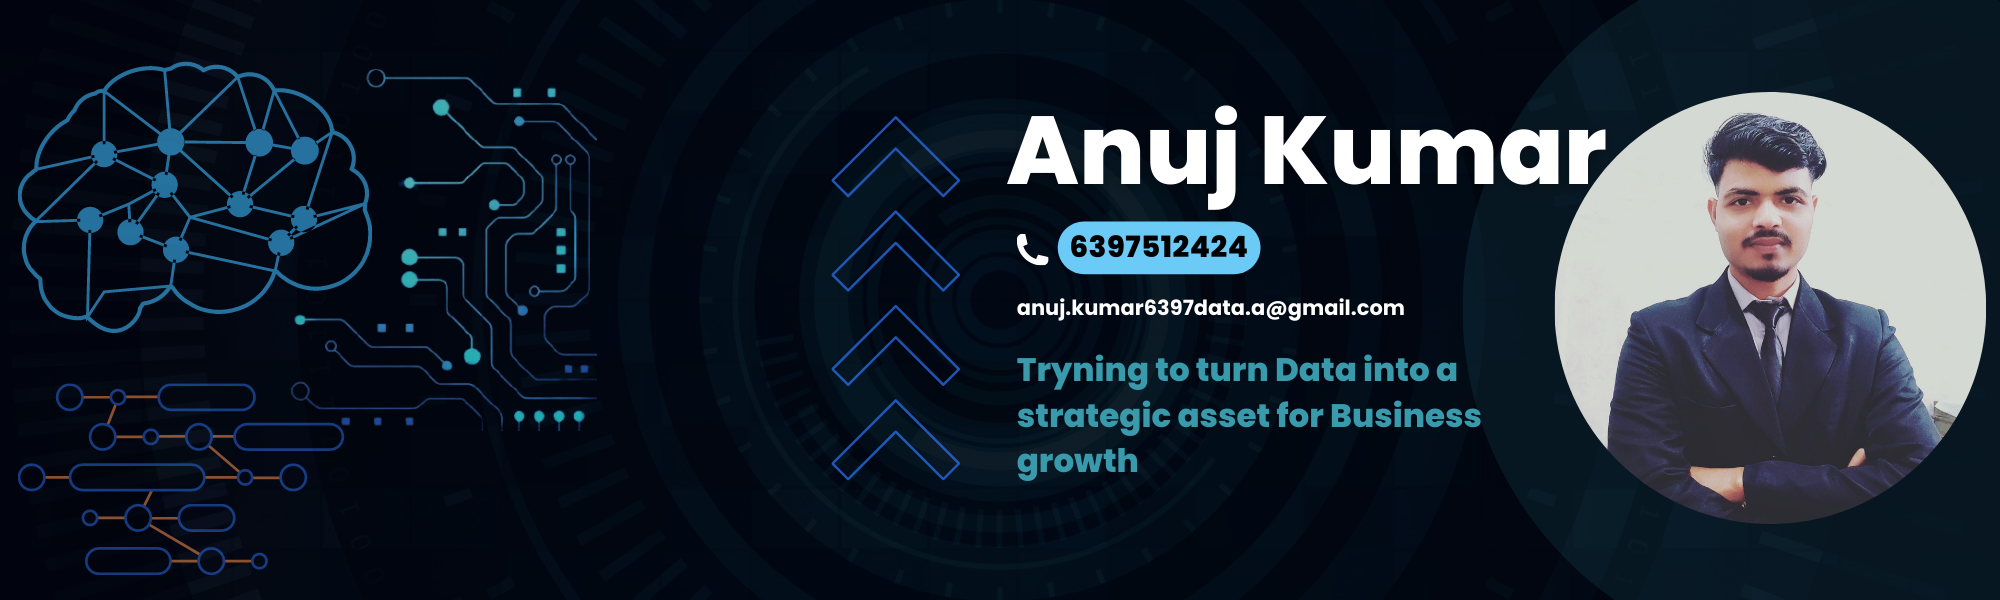 Anuj Kumar
6397512424
anuj.kumar6397data.a@gmail.com
Tryning to turn Data into a
strategic asset for Business
growth